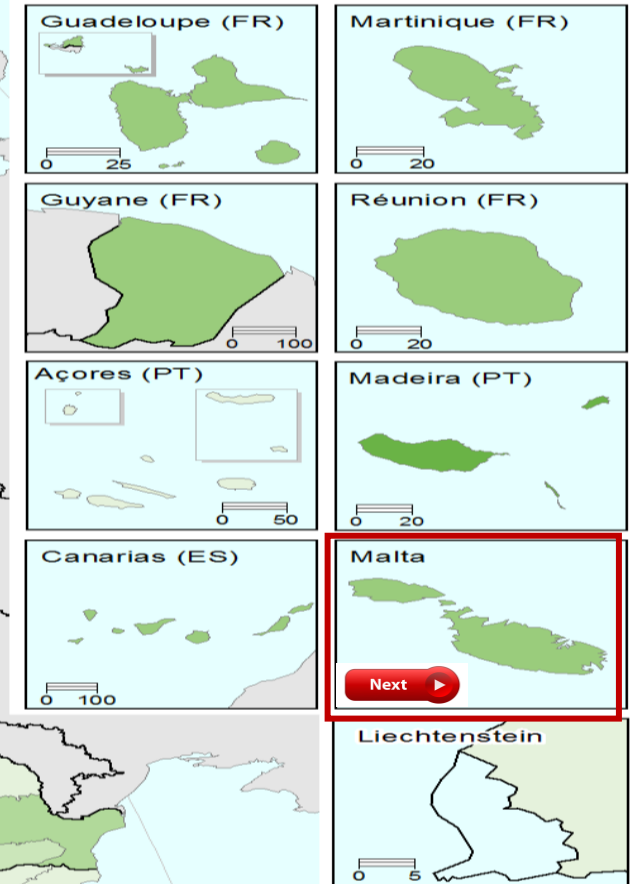 Guadeloupe (FR)
0 25
Martinique (FR)
0 20
Guyane (FR)
0 100
Réunion (FR)
0 20
Açores (PT)
0 50
Madeira (PT)
0 20
Canarias (ES)
0 100
Malta
Next
Liechtenstein
0 5